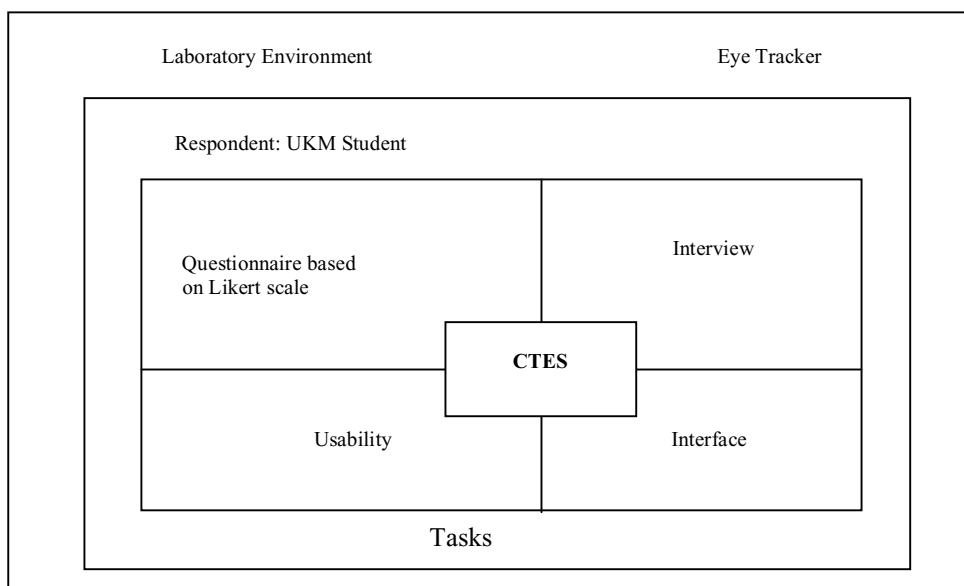 Laboratory Environment
Eye Tracker
Respondent: UKM Student
Questionnaire based
on Likert scale
Interview
CTES
Usability
Interface
Tasks